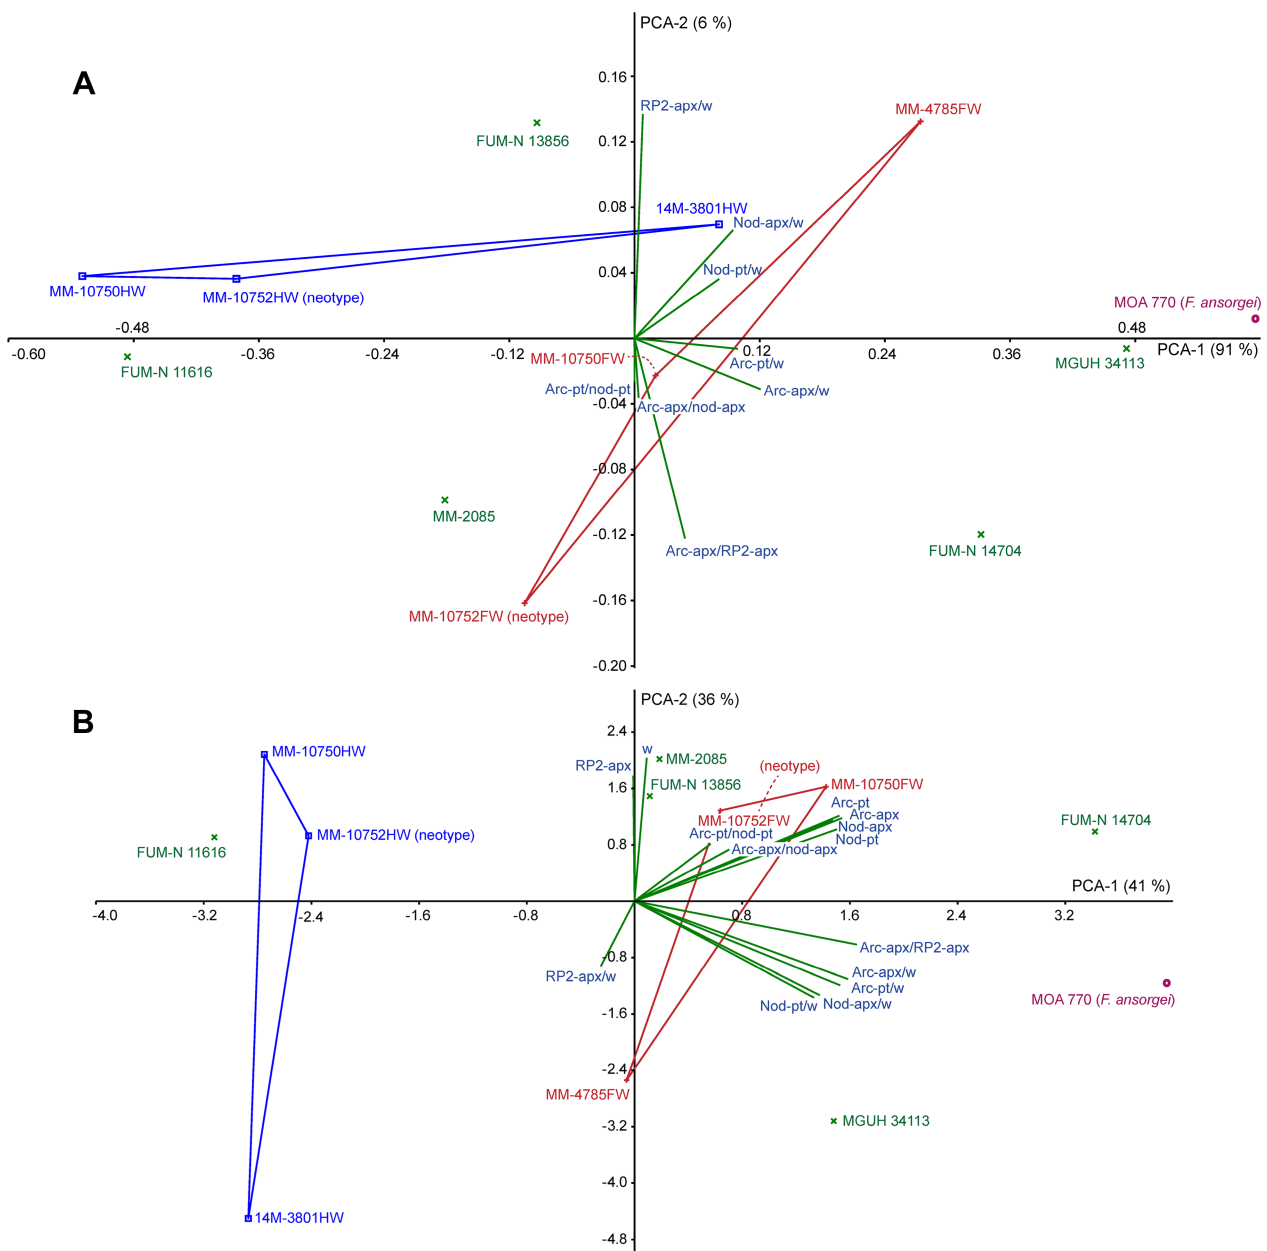 PCA-2 (6 %)
A
0.16
RP2-apx/w
MM-4785FW
FUM-N 13856
0.12
14M-3801HW
0.08
Nod-apx/w
Nod-pt/w
0.04
MM-10750HW
MM-10752HW (neotype)
MOA 770 (F. ansorgei)
-0.48
0.48
-0.60
-0.36
-0.24
-0.12
0.12
0.24
0.36
PCA-1 (91 %)
MM-10750FW
Arc-pt/w
MGUH 34113
FUM-N 11616
Arc-pt/nod-pt
Arc-apx/w
-0.04
Arc-apx/nod-apx
-0.08
MM-2085
-0.12
Arc-apx/RP2-apx
FUM-N 14704
-0.16
MM-10752FW (neotype)
-0.20
PCA-2 (36 %)
B
2.4
MM-10750HW
w
MM-2085
RP2-apx
(neotype)
1.6
FUM-N 13856
MM-10750FW
Arc-pt
Arc-apx
MM-10752FW
FUM-N 14704
Nod-apx
MM-10752HW (neotype)
Arc-pt/nod-pt
Nod-pt
0.8
Arc-apx/nod-apx
FUM-N 11616
PCA-1 (41 %)
-4.0
-3.2
-2.4
-1.6
-0.8
0.8
1.6
2.4
3.2
Arc-apx/RP2-apx
-0.8
RP2-apx/w
Arc-apx/w
Arc-pt/w
MOA 770 (F. ansorgei)
Nod-pt/w
Nod-apx/w
-1.6
-2.4
MM-4785FW
MGUH 34113
-3.2
-4.0
14M-3801HW
-4.8